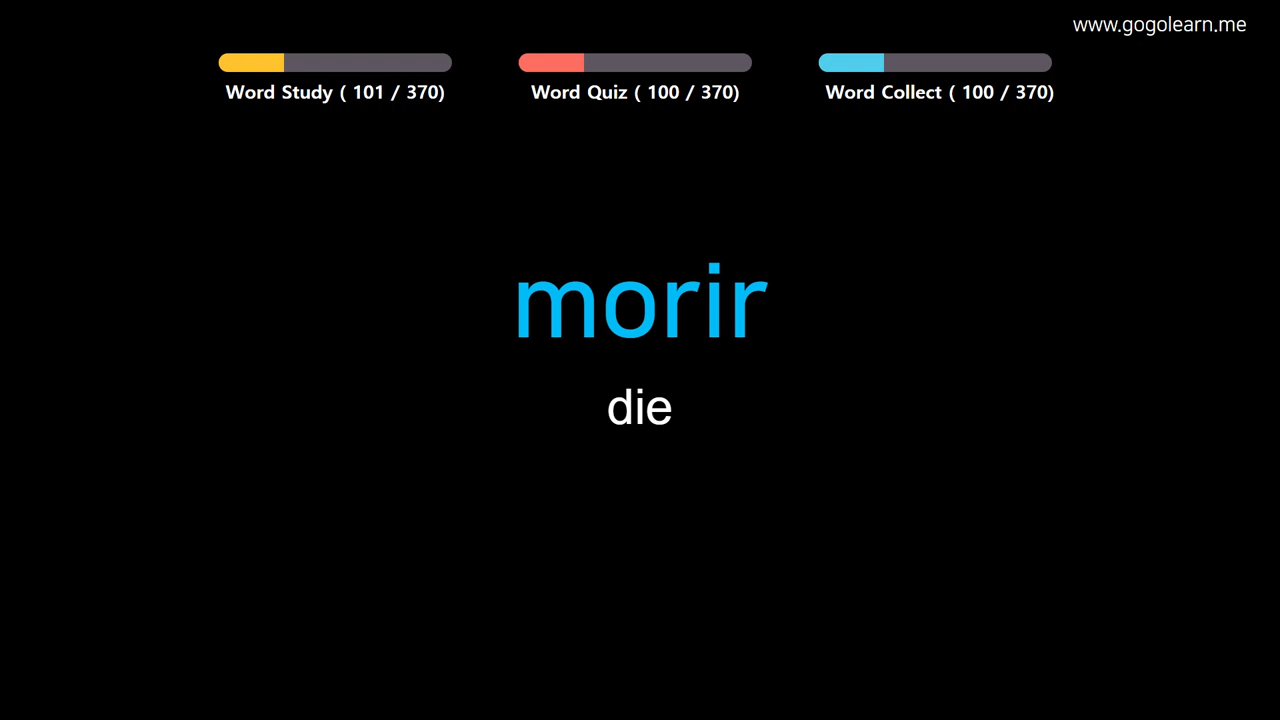 www.gogolearn.me
Word Study ( 101 / 370)
Word Quiz ( 100 / 370)
Word Collect ( 100 / 370)
morir
die